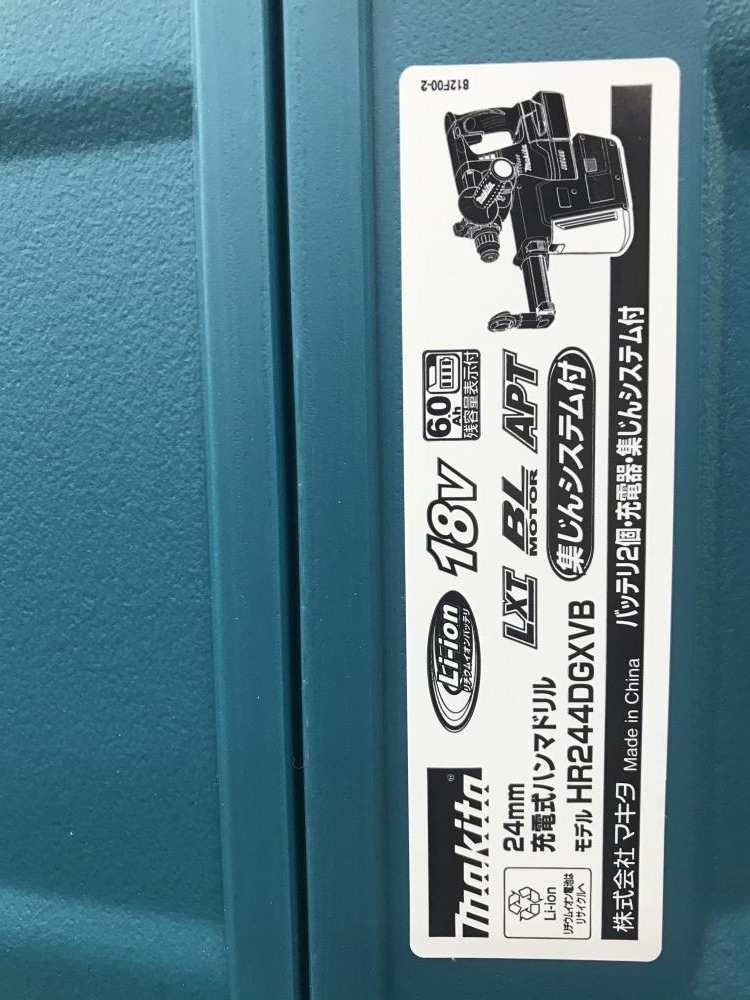 makita®
Li-ion
リチウムイオンバッテリ
18V
6.0
Ah
残容量表示付
24mm
充電式ハンマドリル
モデル HR244DGXVB
LXT
BL
MOTOR
APT
集じんシステム付
Li-ion
リチウムイオン電池は
リサイクルへ
株式会社 マキタ Made in China バッテリ2個・充電器・集じんシステム付
812F00-2
makita
makita